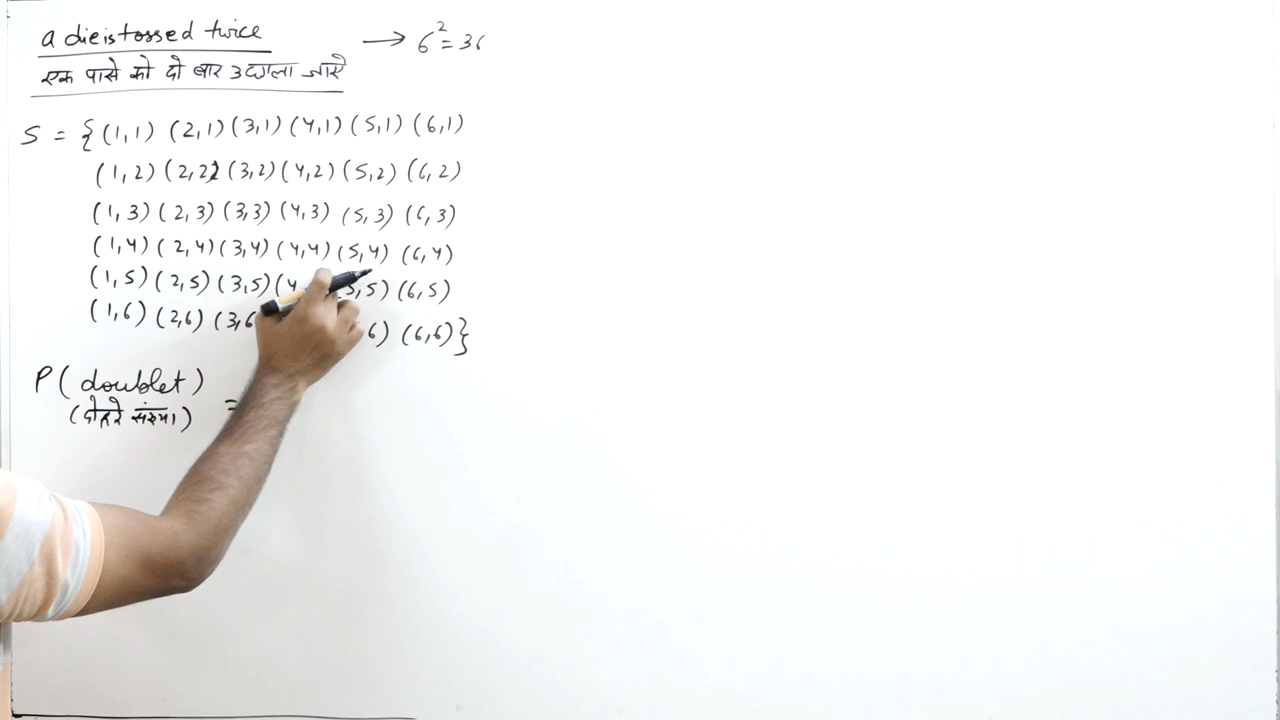 a die is tossed twice → 6² = 36
एक पासे को दो बार उछाला जाये
S = {(1,1) (2,1) (3,1) (4,1) (5,1) (6,1)
(1,2) (2,2) (3,2) (4,2) (5,2) (6,2)
(1,3) (2,3) (3,3) (4,3) (5,3) (6,3)
(1,4) (2,4) (3,4) (4,4) (5,4) (6,4)
(1,5) (2,5) (3,5) (4 5,5) (6,5)
(1,6) (2,6) (3,6 6) (6,6)}
P(doublet)
(दोहरे संख्या) =